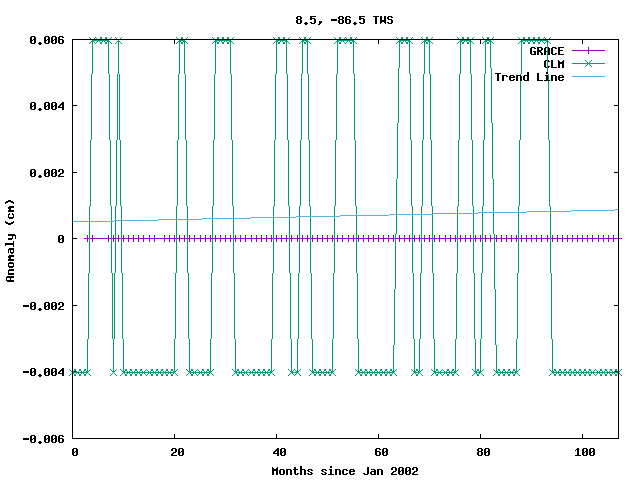 8.5, -86.5 TWS
0.006
0.004
0.002
0
-0.002
-0.004
-0.006
Anomaly (cm)
GRACE
CLM
Trend Line
0 20 40 60 80 100
Months since Jan 2002